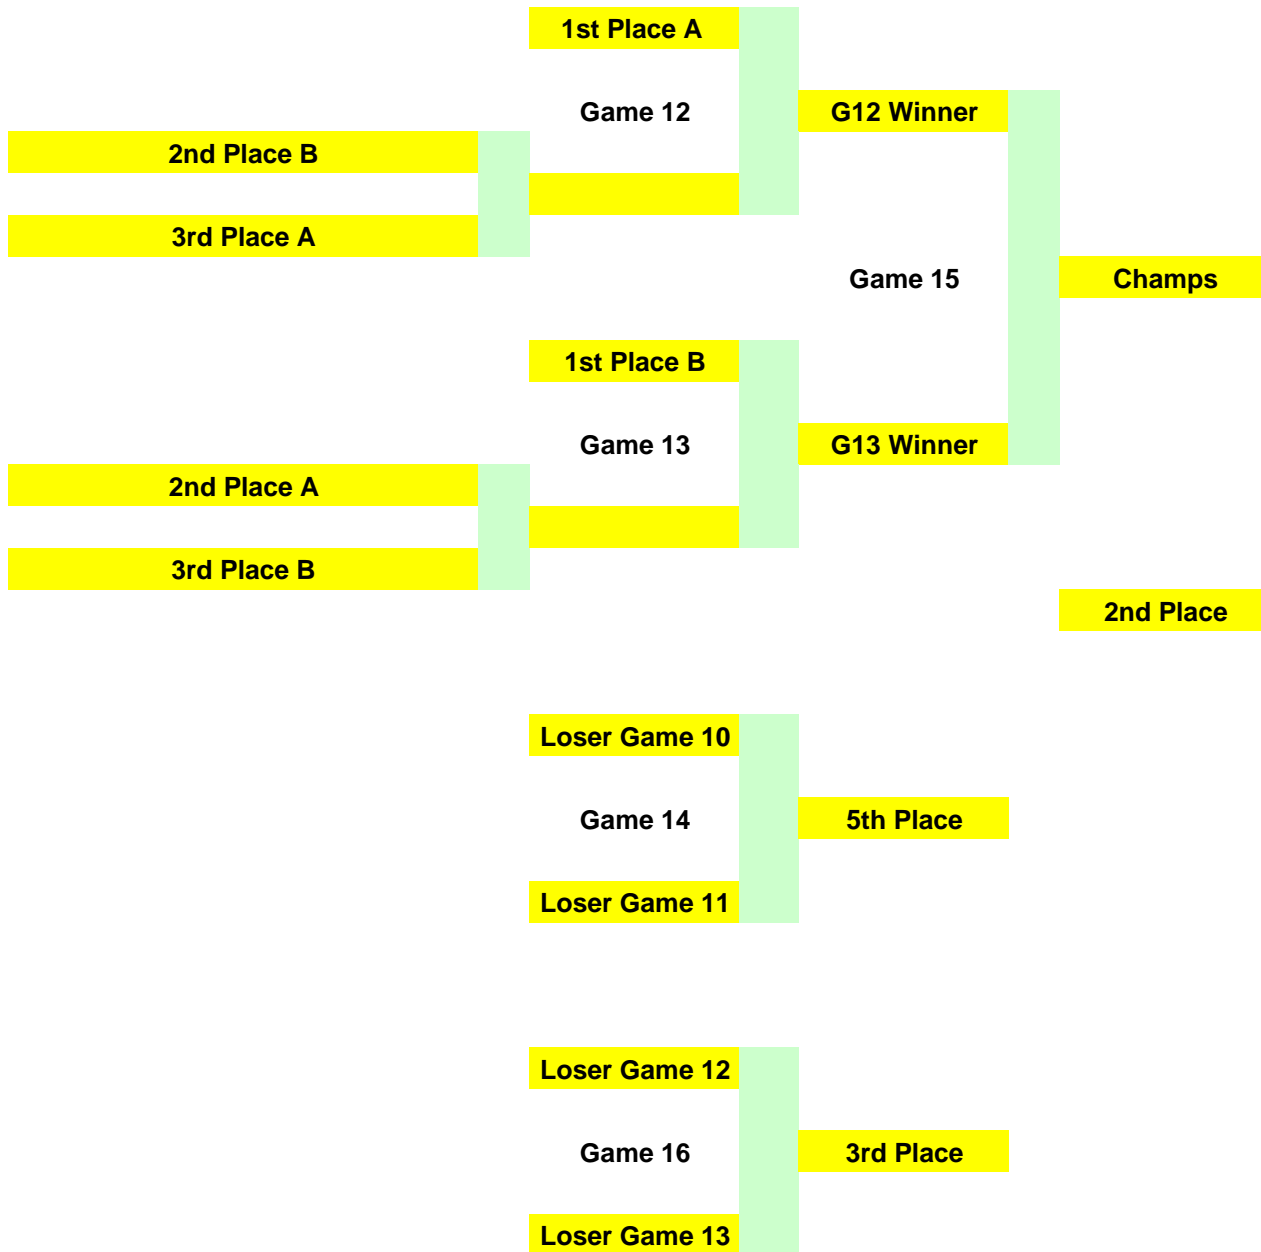 1st Place A
Game 12
G12 Winner
2nd Place B
3rd Place A
Game 15
Champs
1st Place B
Game 13
G13 Winner
2nd Place A
3rd Place B
2nd Place
Loser Game 10
Game 14
5th Place
Loser Game 11
Loser Game 12
Game 16
3rd Place
Loser Game 13